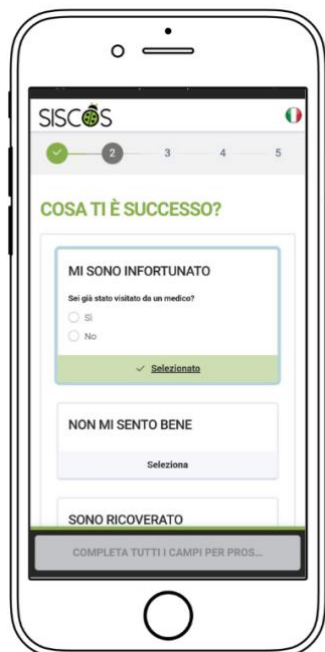 SISCOS
2 3 4 5
COSA TI È SUCCESSO?
MI SONO INFORTUNATO
Sei già stato visitato da un medico?
Si
No
Selezionato
NON MI SENTO BENE
Seleziona
SONO RICOVERATO
COMPLETA TUTTI I CAMPI PER PROS...